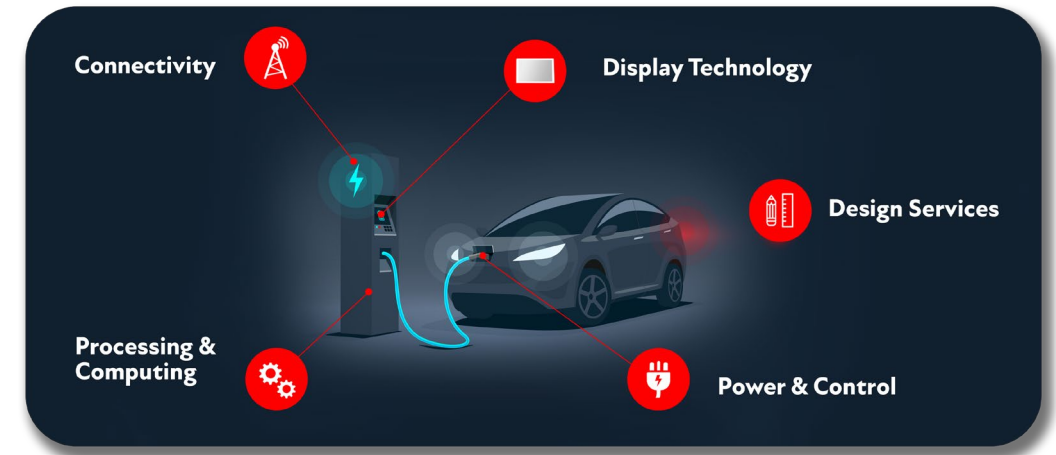 Connectivity
Display Technology
Design Services
Processing &
Computing
Power & Control